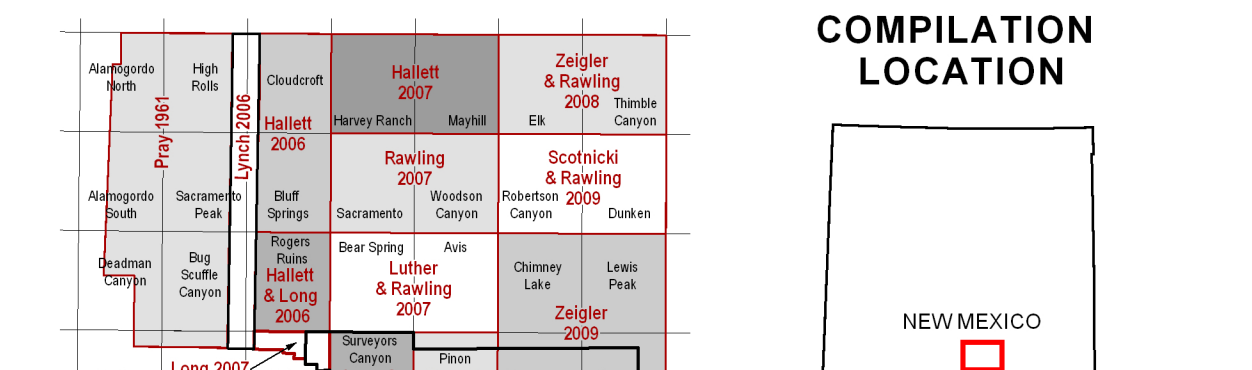 COMPILATION
LOCATION
Alamogordo
North
High
Rolls
Cloudcroft
Hallett
2007
Harvey Ranch
Mayhill
Zeigler
& Rawling
2008
Thimble
Canyon
Elk
Pray 1961
Lynch 2006
Hallett
2006
Rawling
2007
Scotnicki
& Rawling
2009
Alamogordo
South
Sacramento
Peak
Bluff
Springs
Sacramento
Woodson
Canyon
Robertson
Canyon
Dunken
Deadman
Canyon
Bug
Scuffle
Canyon
Rogers
Ruins
Hallett
& Long
2006
Bear Spring
Avis
Luther
& Rawling
2007
Chimney
Lake
Lewis
Peak
Zeigler
2009
Long 2007
Surveyors
Canyon
Pinon
NEW MEXICO